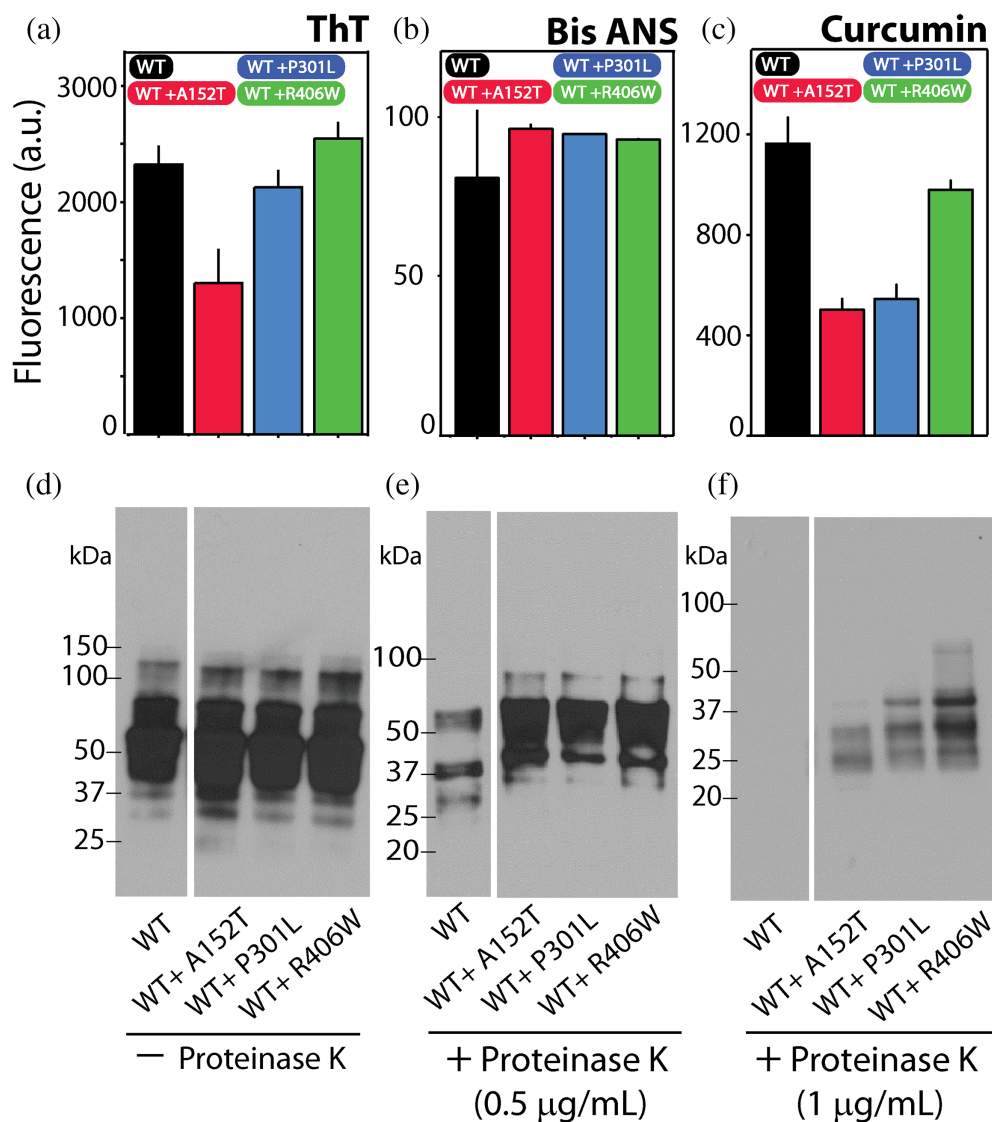 (a) ThT
WT WT +P301L
WT +A152T WT +R406W
Fluorescence (a.u.)
3000
2000
1000
0
(b) Bis ANS
WT WT +P301L
WT +A152T WT +R406W
100
50
0
(c) Curcumin
WT WT +P301L
WT +A152T WT +R406W
1200
800
400
0
(d)
kDa
150
100
50
37
25
WT
WT+ A152T
WT+ P301L
WT+ R406W
− Proteinase K
(e)
100
50
37
25
20
kDa
WT
WT+ A152T
WT+ P301L
WT+ R406W
+ Proteinase K
(0.5 μg/mL)
(f)
kDa
100
50
37
25
20
WT
WT+ A152T
WT+ P301L
WT+ R406W
+ Proteinase K
(1 μg/mL)